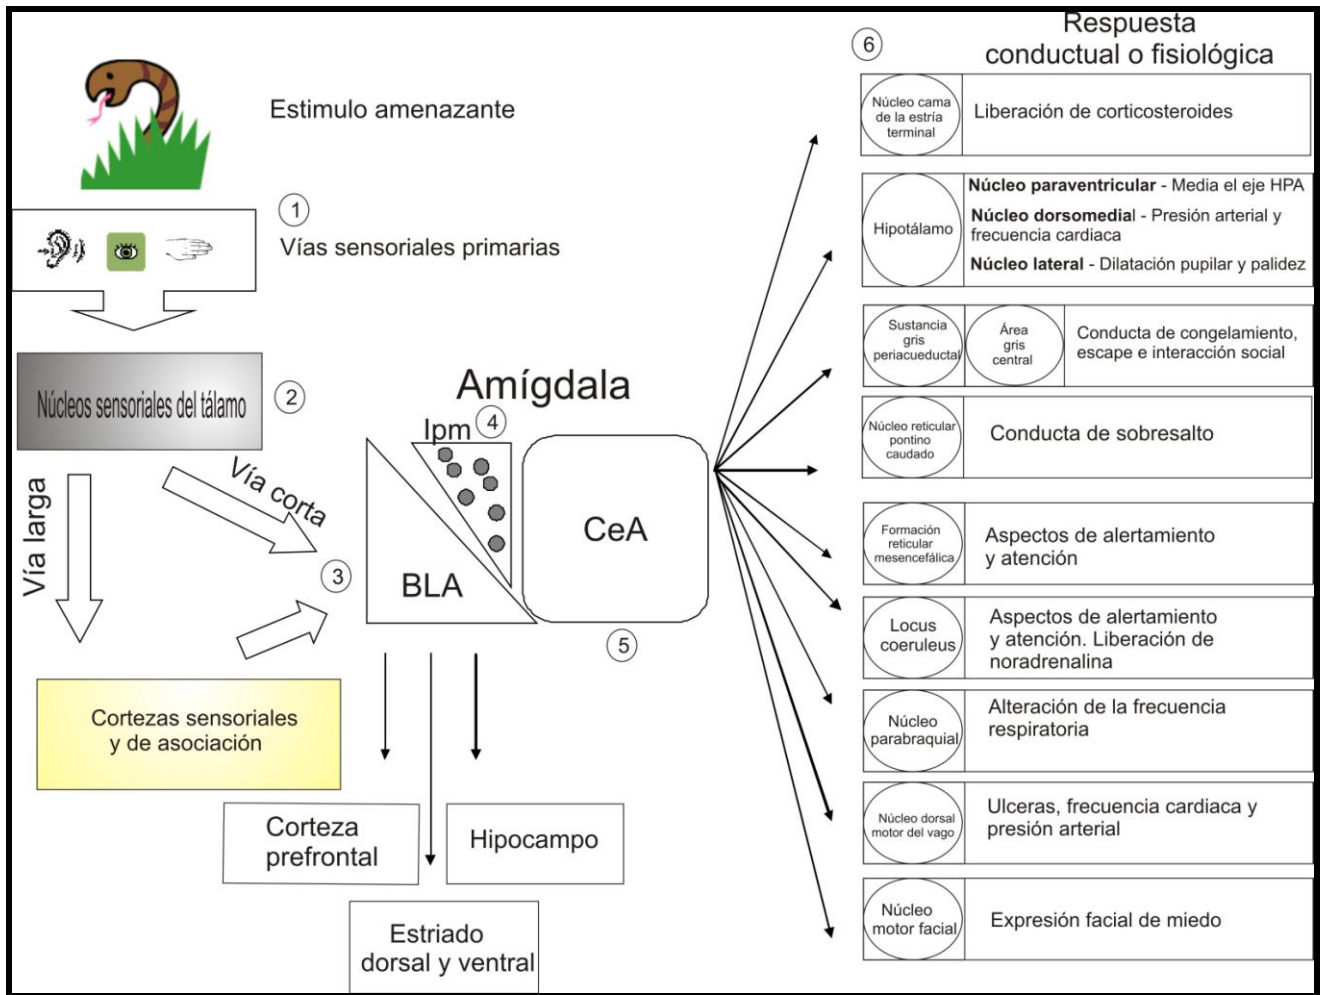 Estimulo amenazante
1
Vías sensoriales primarias
Núcleos sensoriales del tálamo
2
Vía larga
Vía corta
3
Cortezas sensoriales
y de asociación
Amígdala
Ipm
4
BLA
CeA
5
Corteza
prefrontal
Hipocampo
Estriado
dorsal y ventral
6
Respuesta
conductual o fisiológica
Núcleo cama
de la estría
terminal
Liberación de corticosteroides
Hipotálamo
Núcleo paraventricular - Media el eje HPA
Núcleo dorsomedial - Presión arterial y
frecuencia cardiaca
Núcleo lateral - Dilatación pupilar y palidez
Sustancia
gris
periacueductal
Área
gris
central
Conducta de congelamiento,
escape e interacción social
Núcleo reticular
pontino
caudado
Conducta de sobresalto
Formación
reticular
mesencefálica
Aspectos de alertamiento
y atención
Locus
coeruleus
Aspectos de alertamiento
y atención. Liberación de
noradrenalina
Núcleo
parabraquial
Alteración de la frecuencia
respiratoria
Núcleo dorsal
motor del vago
Ulceras, frecuencia cardiaca y
presión arterial
Núcleo
motor facial
Expresión facial de miedo